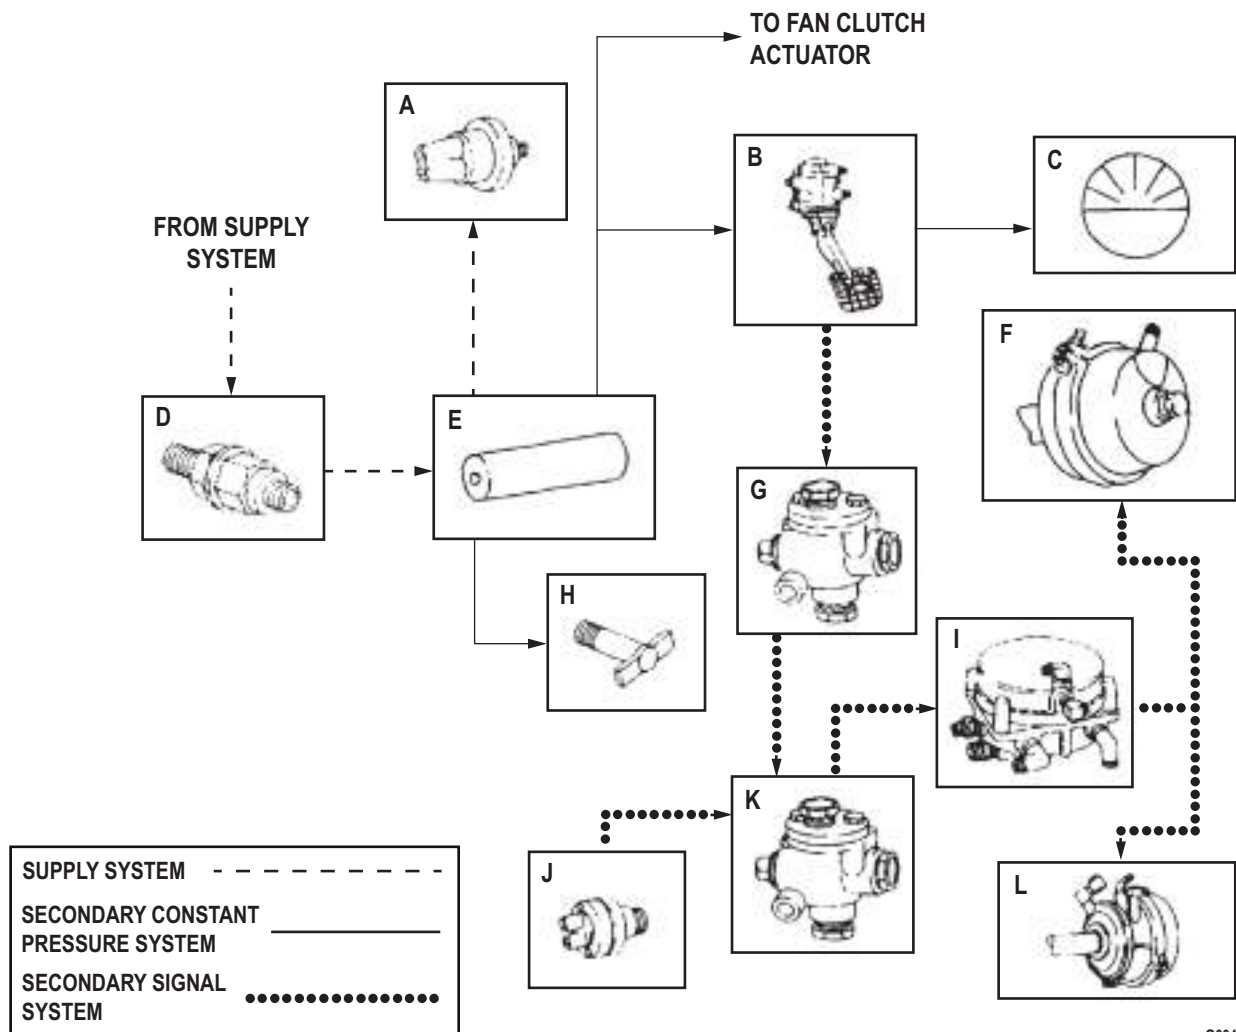 TO FAN CLUTCH
ACTUATOR
A
B
C
FROM SUPPLY
SYSTEM
D
E
F
G
H
I
J
K
L
SUPPLY SYSTEM
SECONDARY CONSTANT
PRESSURE SYSTEM
SECONDARY SIGNAL
SYSTEM